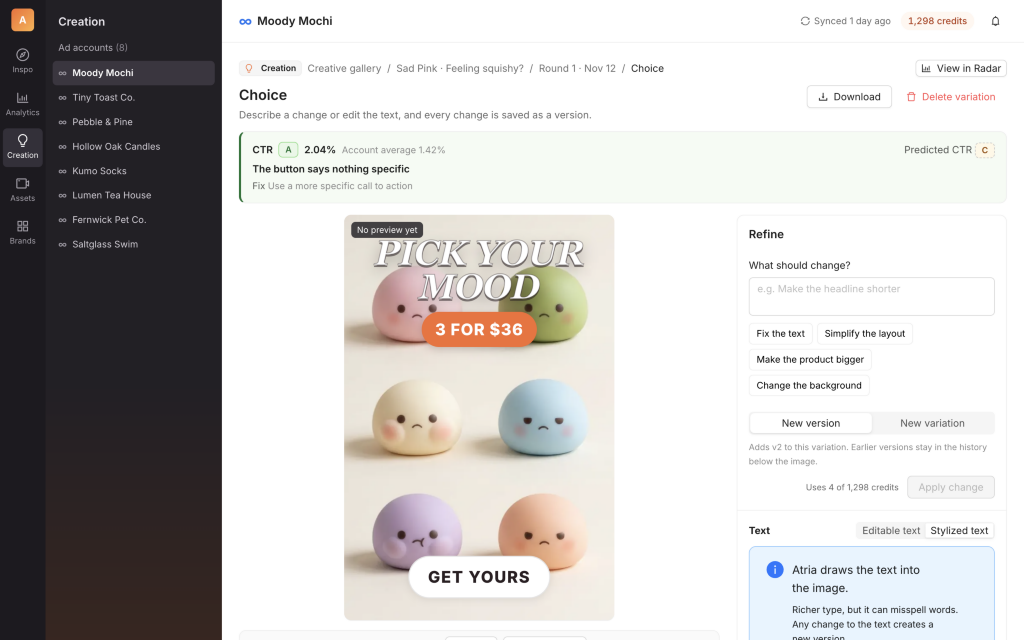 A
Inspo
Analytics
Creation
Assets
Brands
Creation
Ad accounts (8)
Moody Mochi
Tiny Toast Co.
Pebble & Pine
Hollow Oak Candles
Kumo Socks
Lumen Tea House
Fernwick Pet Co.
Saltglass Swim
Moody Mochi
Synced 1 day ago
1,298 credits
Creation
Creative gallery / Sad Pink · Feeling squishy? / Round 1 · Nov 12 / Choice
View in Radar
Choice
Describe a change or edit the text, and every change is saved as a version.
Download
Delete variation
CTR A 2.04% Account average 1.42%
Predicted CTR C
The button says nothing specific
Fix Use a more specific call to action
No preview yet
PICK YOUR
MOOD
3 FOR $36
GET YOURS
Refine
What should change?
e.g. Make the headline shorter
Fix the text
Simplify the layout
Make the product bigger
Change the background
New version
New variation
Adds v2 to this variation. Earlier versions stay in the history
below the image.
Uses 4 of 1,298 credits
Apply change
Text
Editable text
Stylized text
Atria draws the text into
the image.
Richer type, but it can misspell words.
Any change to the text creates a
new version.